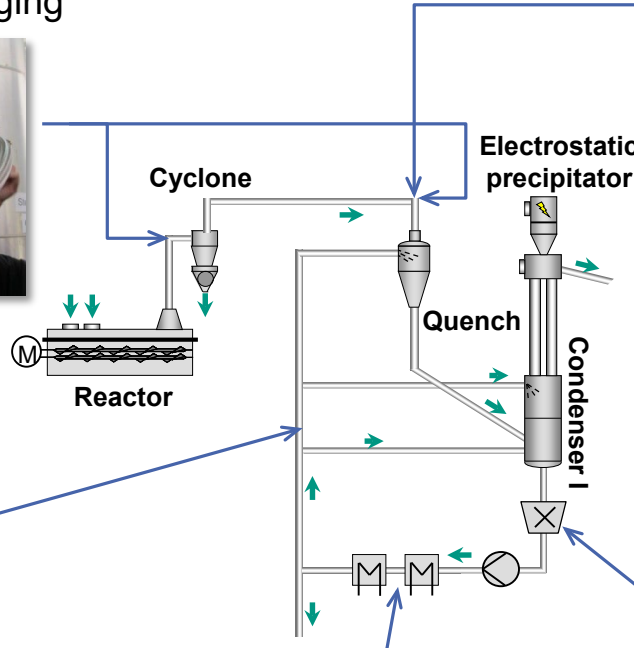 ging
Electrostatic
precipitator
Cyclone
Quench
Condenser I
M
Reactor